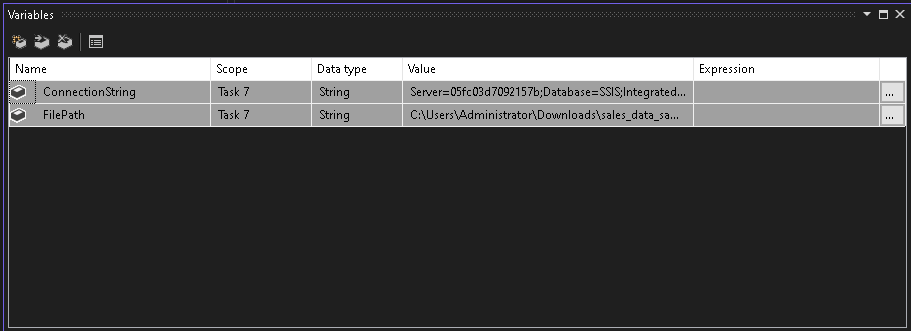 Variables
Name Scope Data type Value Expression
ConnectionString Task 7 String Server=05fc03d7092157b;Database=SSIS;Integrated... ...
FilePath Task 7 String C:\Users\Administrator\Downloads\sales_data_sa... ...